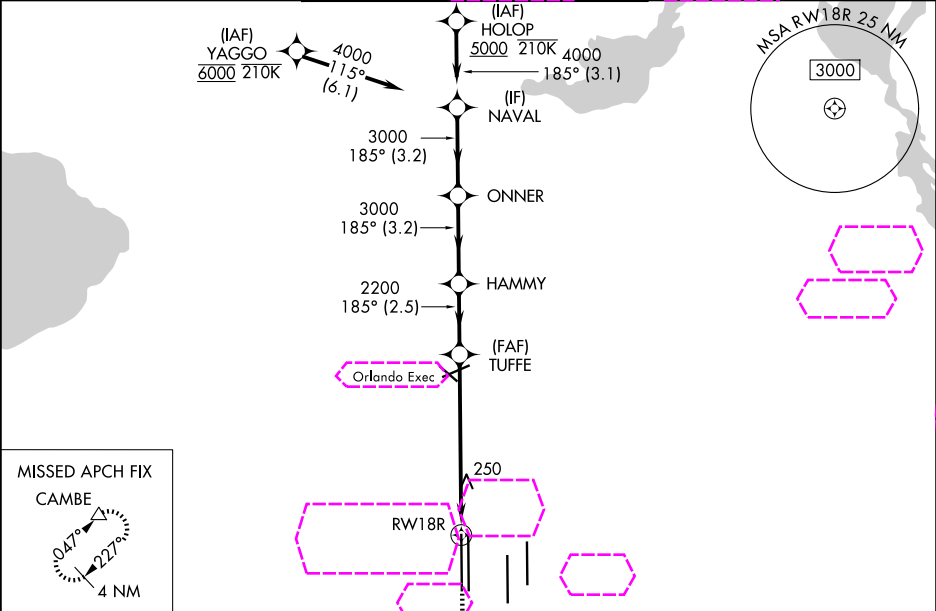 (IAF)
HOLOP
5000 210K
4000
185° (3.1)
(IAF)
YAGGO
6000 210K
4000
115°
(6.1)
MSA RW18R 25 NM
3000
(IF)
NAVAL
3000
185° (3.2)
ONNER
3000
185° (3.2)
HAMMY
2200
185° (2.5)
(FAF)
TUFFE
Orlando Exec
250
RW18R
MISSED APCH FIX
CAMBE
047°
227°
4 NM